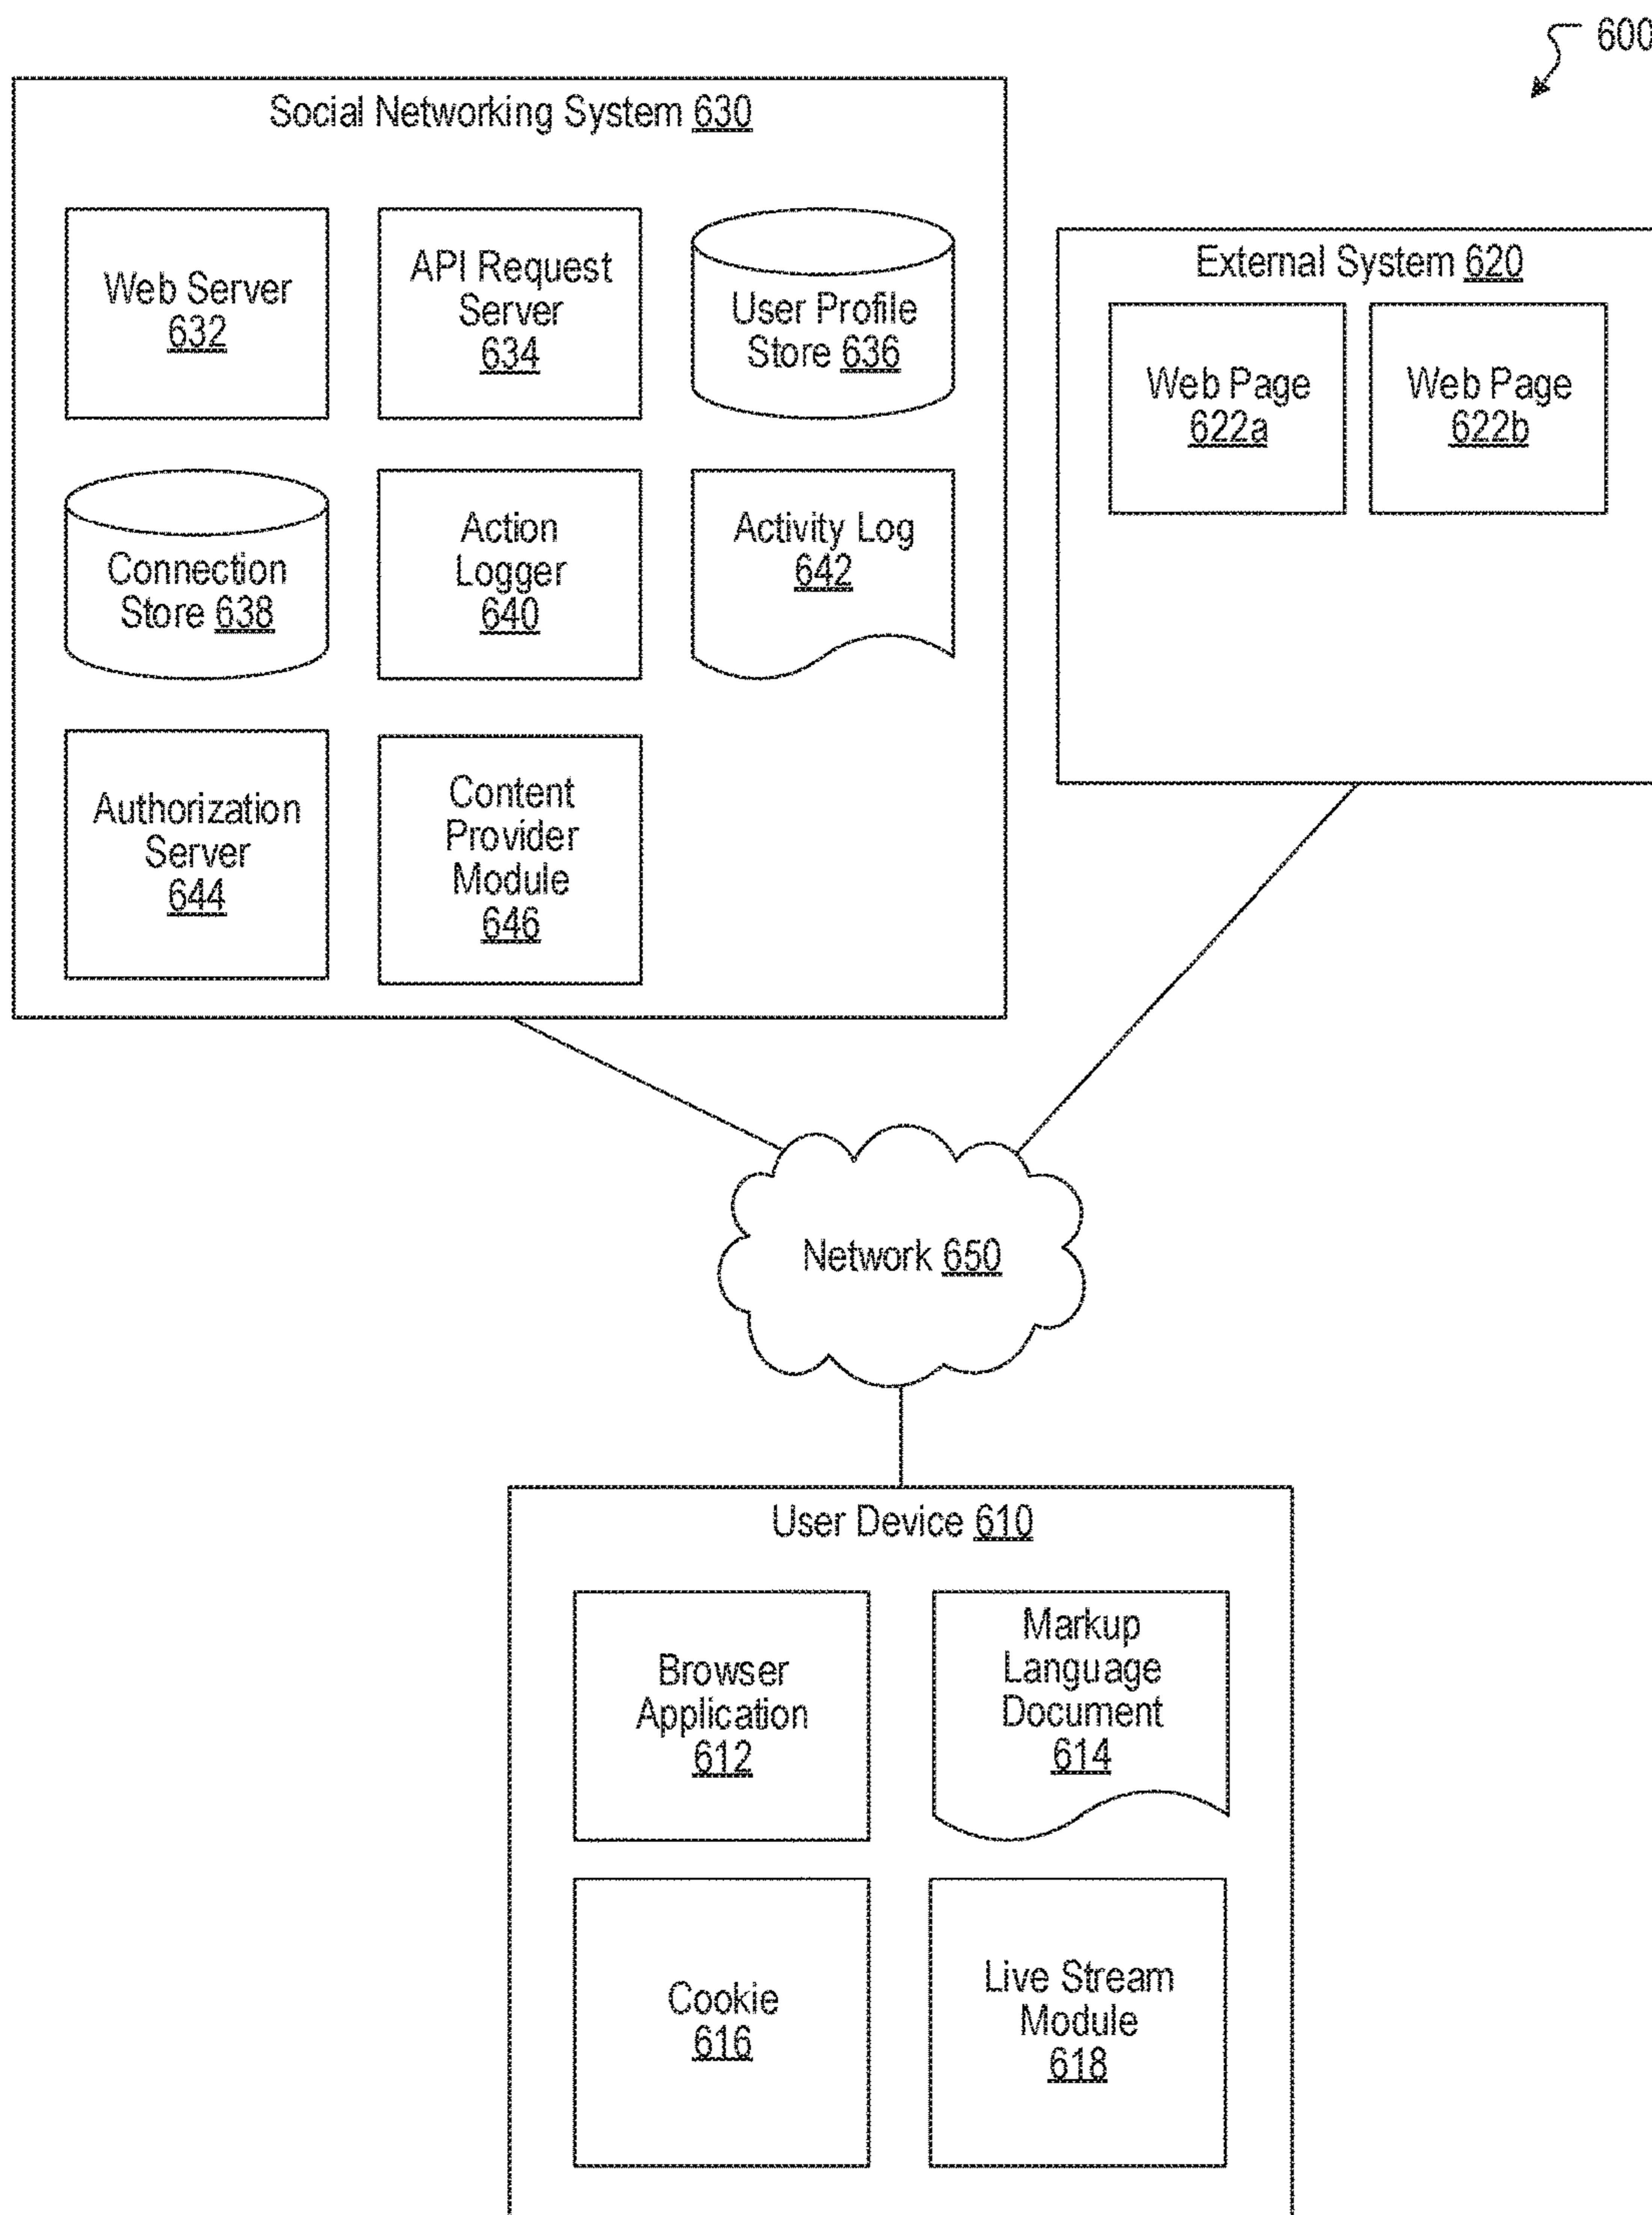 600
Social Networking System 630
Web Server
632
API Request
Server
634
User Profile
Store 636
External System 620
Web Page
622a
Web Page
622b
Connection
Store 638
Action
Logger
640
Activity Log
642
Authorization
Server
644
Content
Provider
Module
646
Network 650
User Device 610
Browser
Application
612
Markup
Language
Document
614
Cookie
616
Live Stream
Module
618